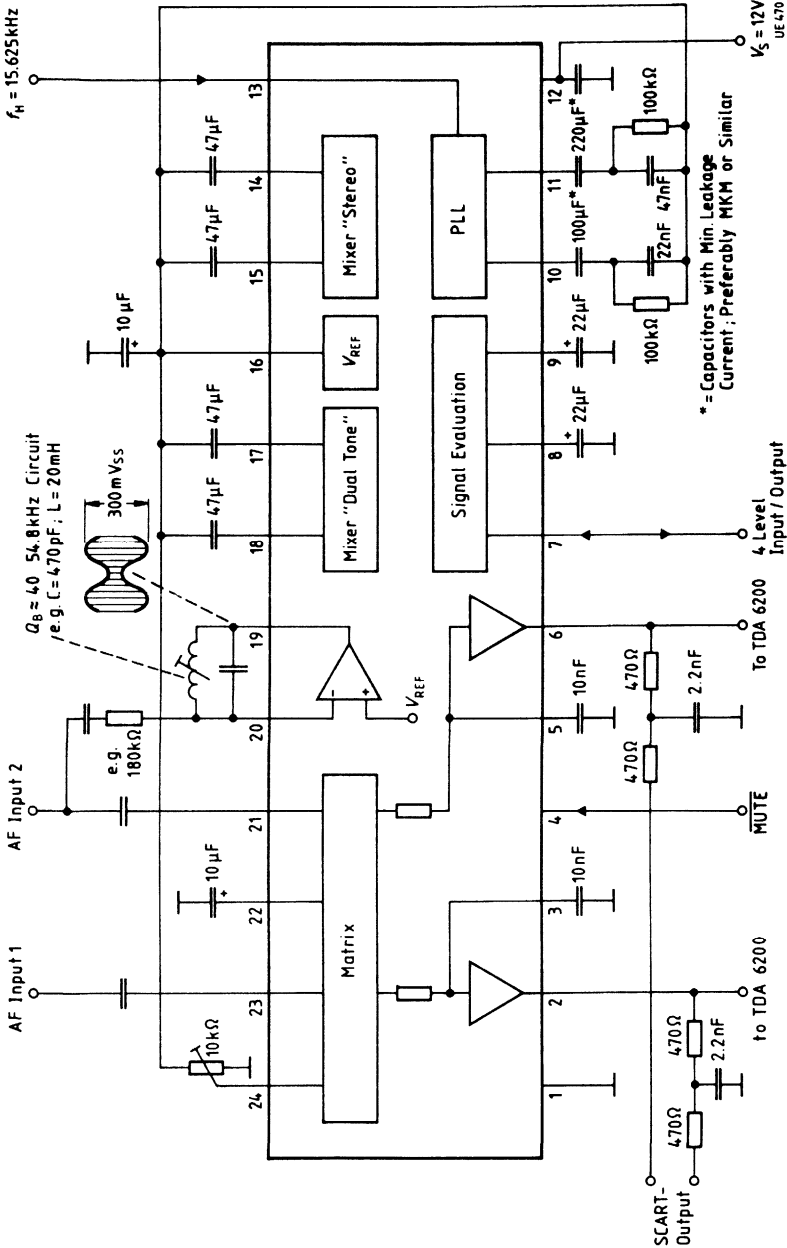 AF Input 1
AF Input 2
Q_B ≈ 40 54.8kHz Circuit
e.g. C = 470pF; L = 20mH
300mVss
f_H = 15.625kHz
10kΩ
10µF
+
e.g.
180kΩ
47µF
47µF
10µF
+
47µF
47µF
24
23
22
21
20
19
18
17
16
15
14
13
Matrix
-
+
V_REF
Mixer "Dual Tone"
V_REF
Mixer "Stereo"
Signal Evaluation
PLL
1
2
3
4
5
6
7
8
9
10
11
12
10nF
10nF
+
22µF
+
22µF
100µF*
220µF*
22nF
47nF
100kΩ
100kΩ
470Ω
470Ω
2.2nF
470Ω
470Ω
2.2nF
SCART-
Output
to TDA 6200
MUTE
To TDA 6200
4 Level
Input / Output
* = Capacitors with Min. Leakage
Current; Preferably MKM or Similar
V_S = 12V
UE470